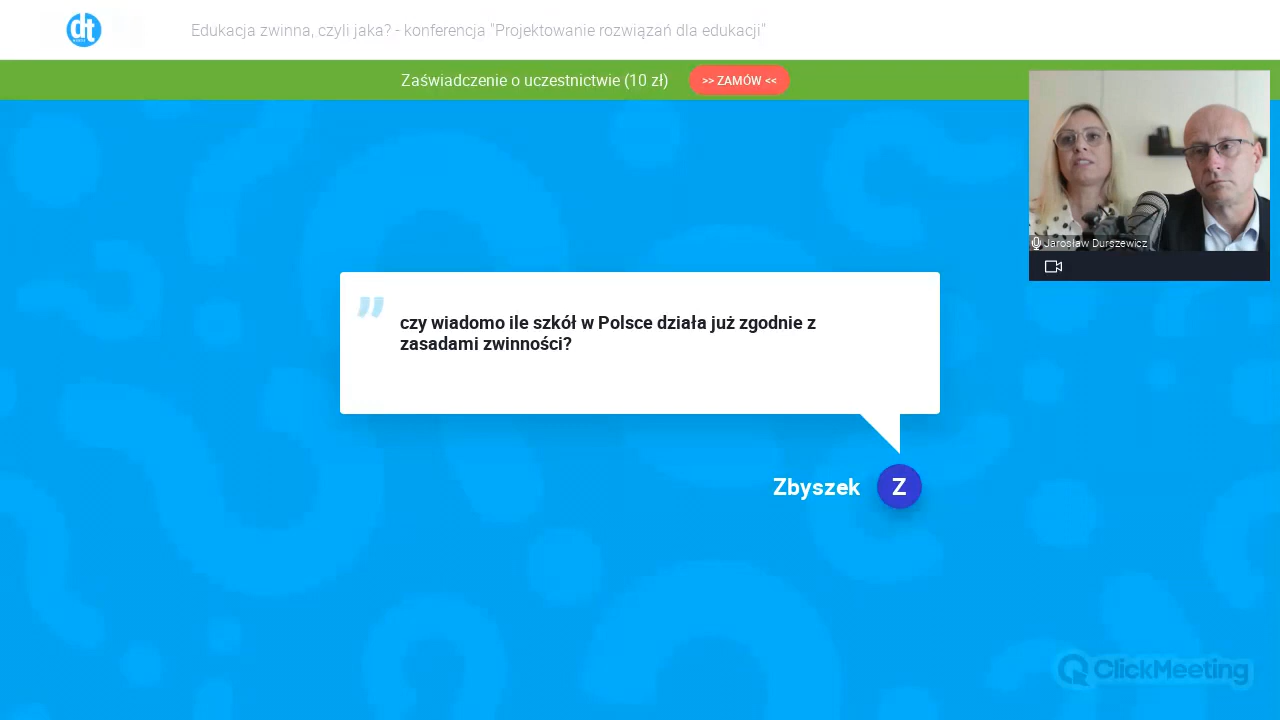 dt
Edukacja zwinna, czyli jaka? - konferencja "Projektowanie rozwiązań dla edukacji"
Zaświadczenie o uczestnictwie (10 zł)
>> ZAMÓW <<
Jarosław Durszewicz
czy wiadomo ile szkół w Polsce działa już zgodnie z
zasadami zwinności?
Zbyszek
Z
ClickMeeting